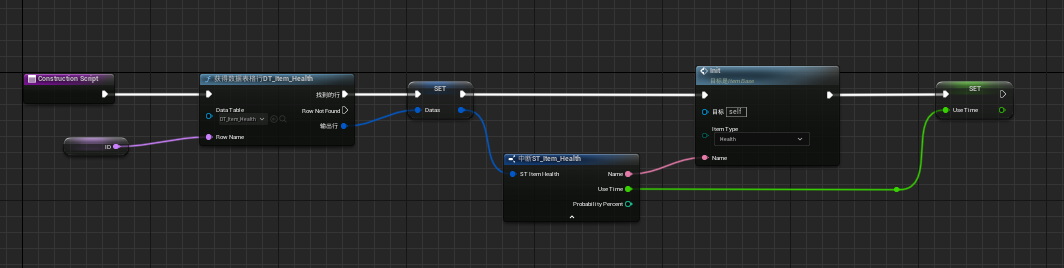 Construction Script
ID
获得数据表格行DT_Item_Health
找到的行
Data Table
DT_Item_Health
Row Not Found
输出行
Row Name
SET
Datas
中断ST_Item_Health
ST Item Health
Name
Use Time
Probability Percent
Init
目标是Item Base
目标 self
Item Type
Health
Name
SET
Use Time